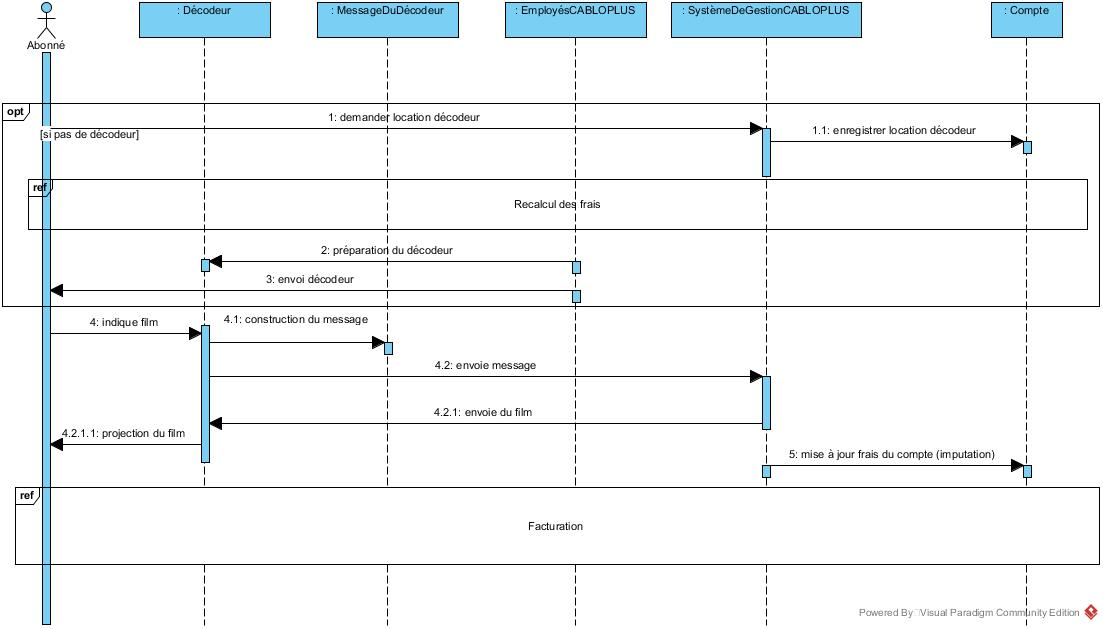 : Décodeur
: MessageDuDécodeur
: EmployésCABLOPLUS
: SystèmeDeGestionCABLOPLUS
: Compte
Abonné
opt
1: demander location décodeur
[si pas de décodeur]
1.1: enregistrer location décodeur
ref
Recalcul des frais
2: préparation du décodeur
3: envoi décodeur
4: indique film
4.1: construction du message
4.2: envoie message
4.2.1: envoie du film
4.2.1.1: projection du film
5: mise à jour frais du compte (imputation)
ref
Facturation
Powered By Visual Paradigm Community Edition